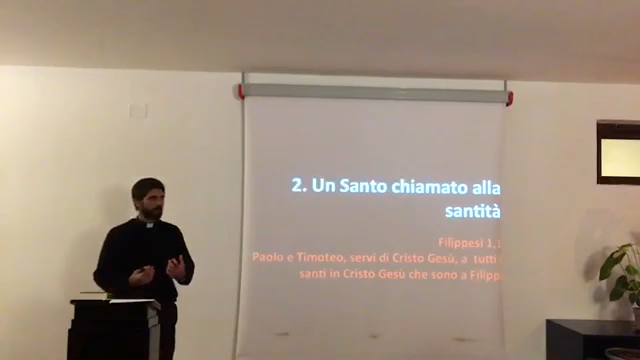 2. Un Santo chiamato alla
santità
Filippesi 1,
Paolo e Timoteo, servi di Cristo Gesù, a tutti
santi in Cristo Gesù che sono a